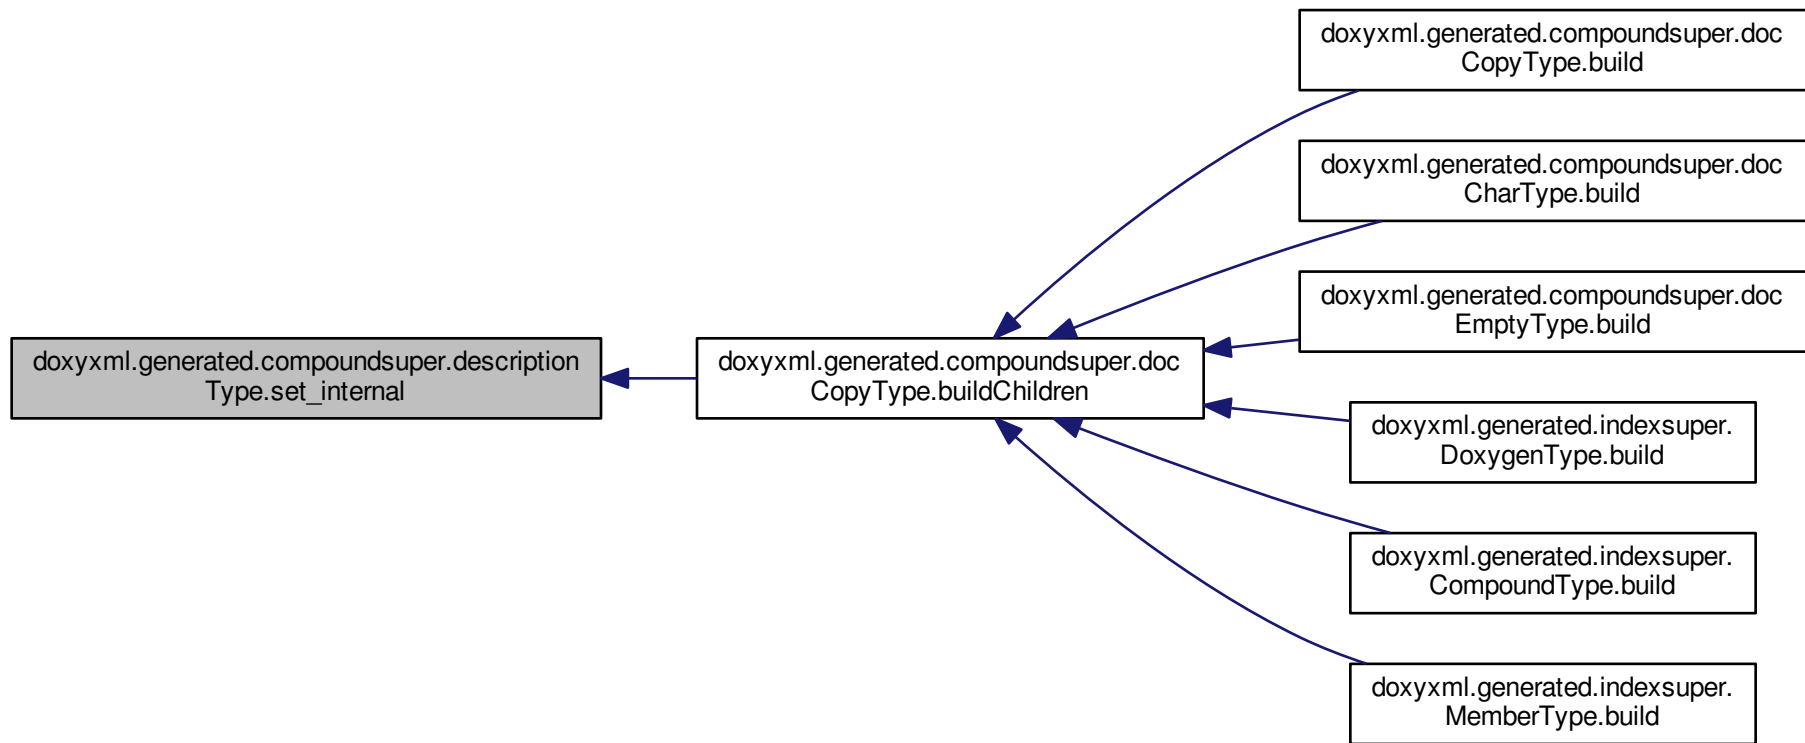 doxyxml.generated.compoundsuper.doc
CopyType.build
doxyxml.generated.compoundsuper.doc
CharType.build
doxyxml.generated.compoundsuper.doc
EmptyType.build
doxyxml.generated.compoundsuper.description
Type.set_internal
doxyxml.generated.compoundsuper.doc
CopyType.buildChildren
doxyxml.generated.indexsuper.
DoxygenType.build
doxyxml.generated.indexsuper.
CompoundType.build
doxyxml.generated.indexsuper.
MemberType.build